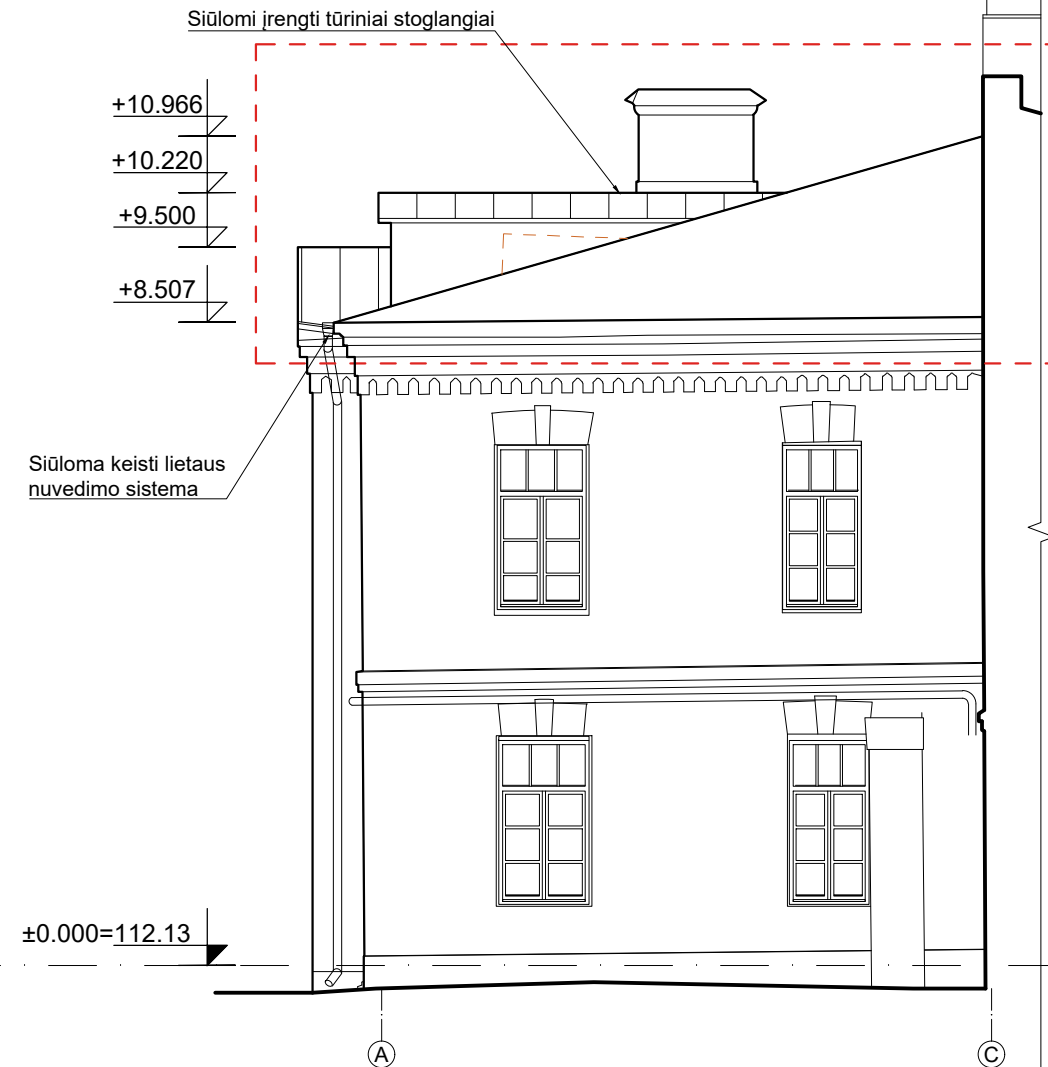 Siūlomi įrengti tūriniai stoglangiai
+10.966
+10.220
+9.500
+8.507
Siūloma keisti lietaus
nuvedimo sistema
±0.000=112.13
A
C